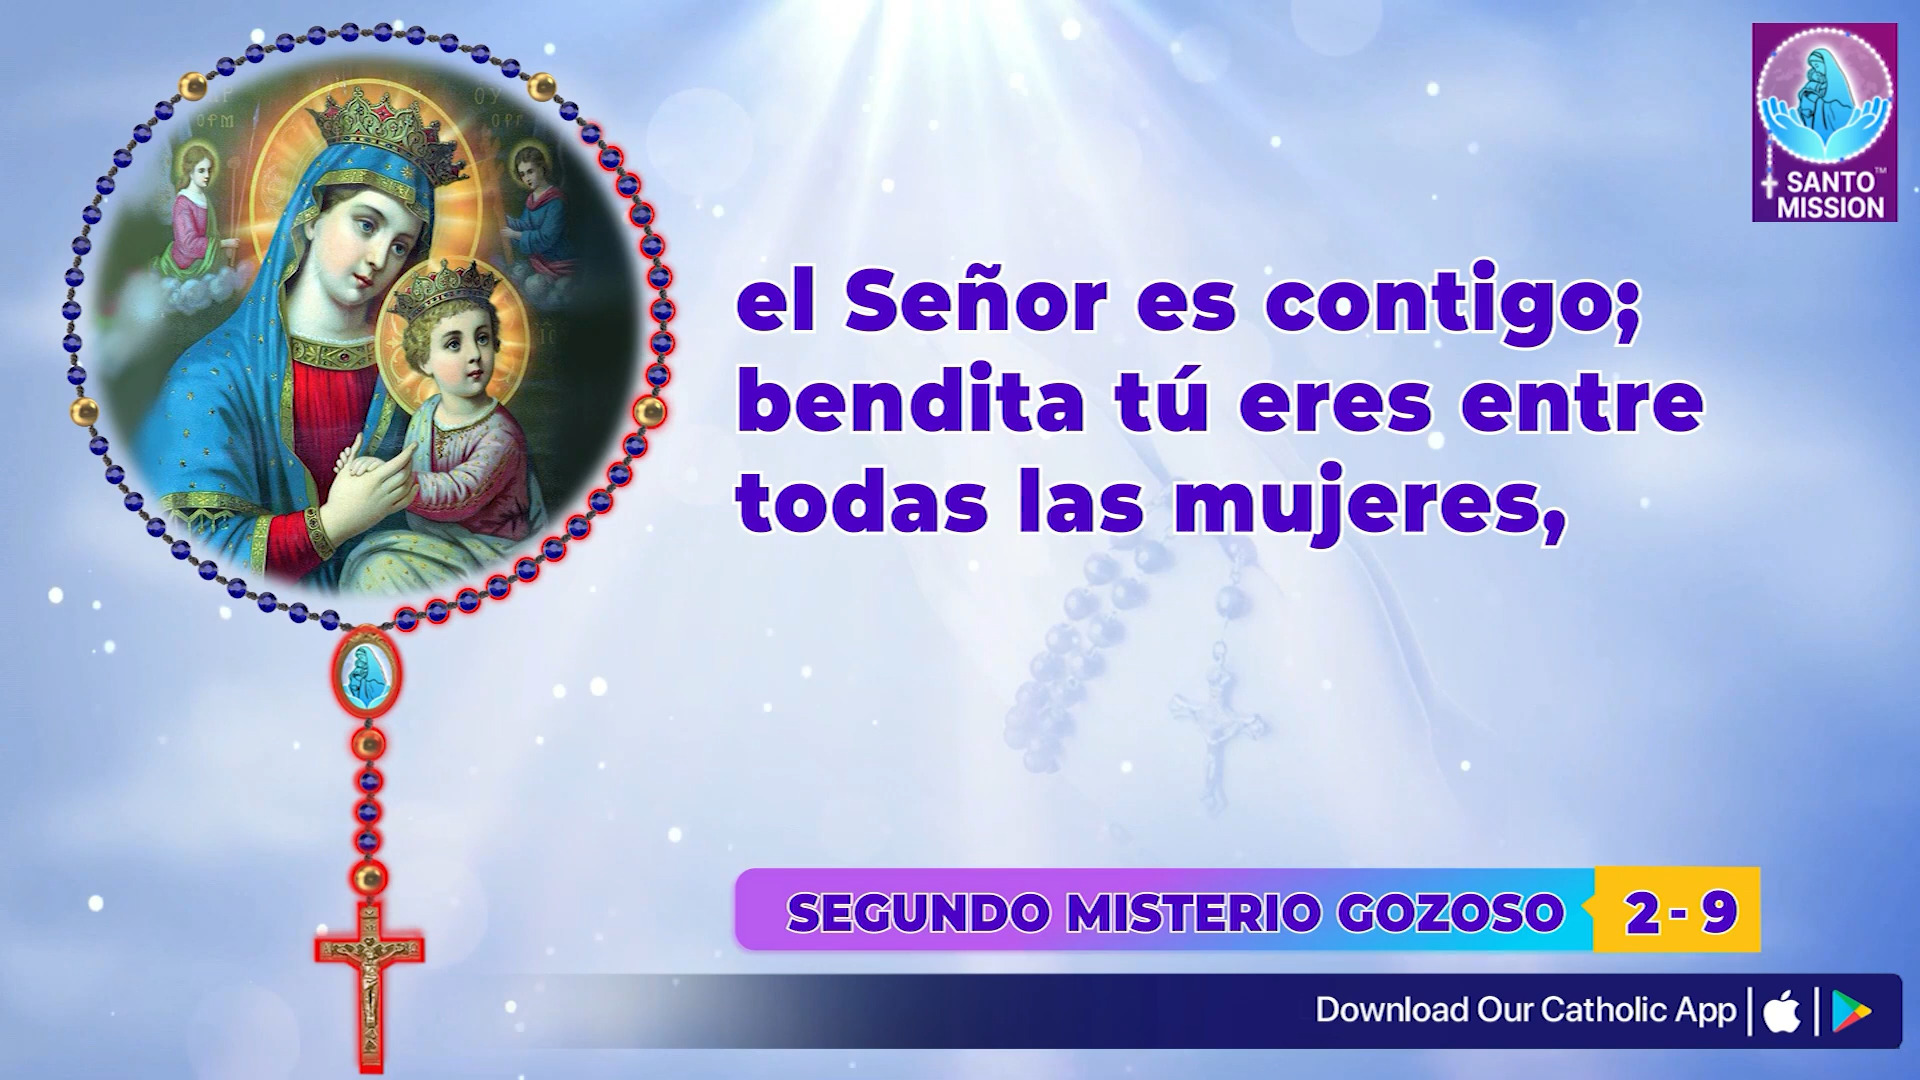 SANTO™
MISSION
el Señor es contigo;
bendita tú eres entre
todas las mujeres,
SEGUNDO MISTERIO GOZOSO
2 - 9
Download Our Catholic App